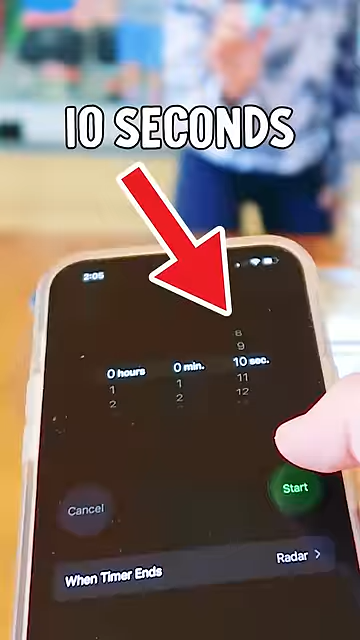 10 SECONDS
2:05
8
9
0 hours 0 min. 10 sec.
1 1 11
2 2 12
Cancel Start
When Timer Ends Radar >